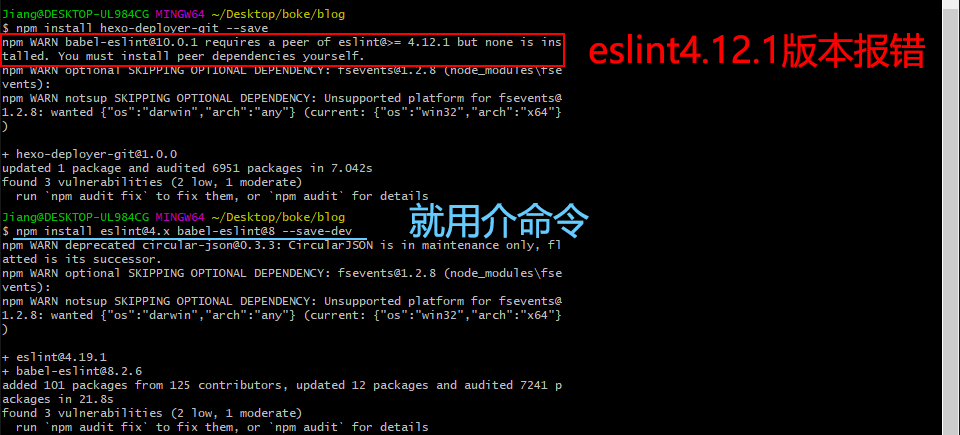 Jiang@DESKTOP-UL984CG MINGW64 ~/Desktop/boke/blog
$ npm install hexo-deployer-git --save
npm WARN babel-eslint@10.0.1 requires a peer of eslint@>= 4.12.1 but none is ins
talled. You must install peer dependencies yourself.
eslint4.12.1版本报错
npm WARN optional SKIPPING OPTIONAL DEPENDENCY: fsevents@1.2.8 (node_modules\fse
vents):
npm WARN notsup SKIPPING OPTIONAL DEPENDENCY: Unsupported platform for fsevents@
1.2.8: wanted {"os":"darwin","arch":"any"} (current: {"os":"win32","arch":"x64"}
)
+ hexo-deployer-git@1.0.0
updated 1 package and audited 6951 packages in 7.042s
found 3 vulnerabilities (2 low, 1 moderate)
  run `npm audit fix` to fix them, or `npm audit` for details
Jiang@DESKTOP-UL984CG MINGW64 ~/Desktop/boke/blog
就用介命令
$ npm install eslint@4.x babel-eslint@8 --save-dev
npm WARN deprecated circular-json@0.3.3: CircularJSON is in maintenance only, fl
atted is its successor.
npm WARN optional SKIPPING OPTIONAL DEPENDENCY: fsevents@1.2.8 (node_modules\fse
vents):
npm WARN notsup SKIPPING OPTIONAL DEPENDENCY: Unsupported platform for fsevents@
1.2.8: wanted {"os":"darwin","arch":"any"} (current: {"os":"win32","arch":"x64"}
)
+ eslint@4.19.1
+ babel-eslint@8.2.6
added 101 packages from 125 contributors, updated 12 packages and audited 7241 p
ackages in 21.8s
found 3 vulnerabilities (2 low, 1 moderate)
  run `npm audit fix` to fix them, or `npm audit` for details